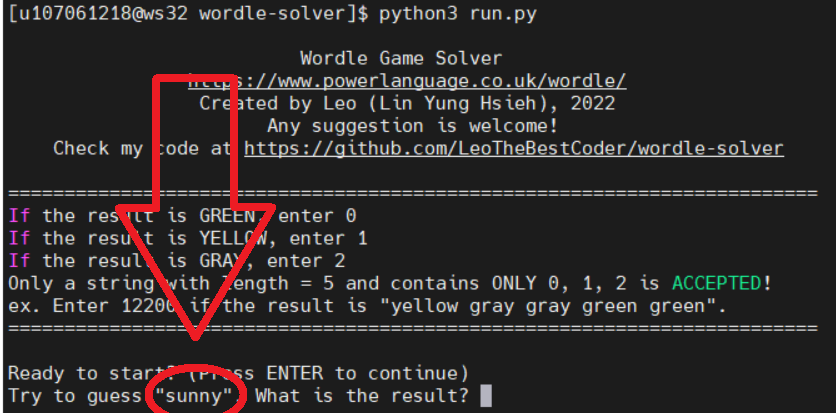 [u107061218@ws32 wordle-solver]$ python3 run.py
Wordle Game Solver
https://www.powerlanguage.co.uk/wordle/
Created by Leo (Lin Yung Hsieh), 2022
Any suggestion is welcome!
Check my code at https://github.com/LeoTheBestCoder/wordle-solver
========================================================================
If the result is GREEN, enter 0
If the result is YELLOW, enter 1
If the result is GRAY, enter 2
Only a string with length = 5 and contains ONLY 0, 1, 2 is ACCEPTED!
ex. Enter 12200 if the result is "yellow gray gray green green".
========================================================================
Ready to start? (Press ENTER to continue)
Try to guess "sunny". What is the result?